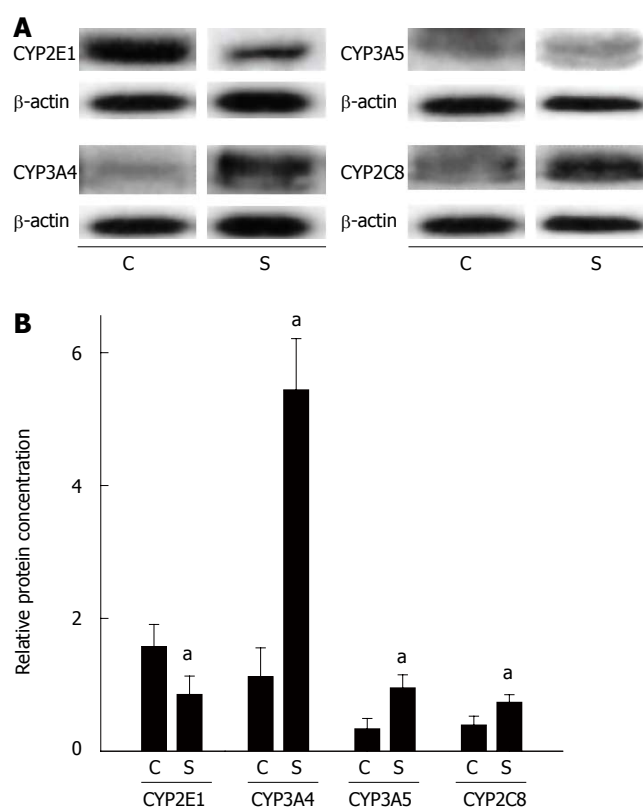 A
CYP2E1 CYP3A5
β-actin β-actin
CYP3A4 CYP2C8
β-actin β-actin
C S C S
B
Relative protein concentration
6
4
2
0
a
a
a
a
C S C S C S C S
CYP2E1 CYP3A4 CYP3A5 CYP2C8